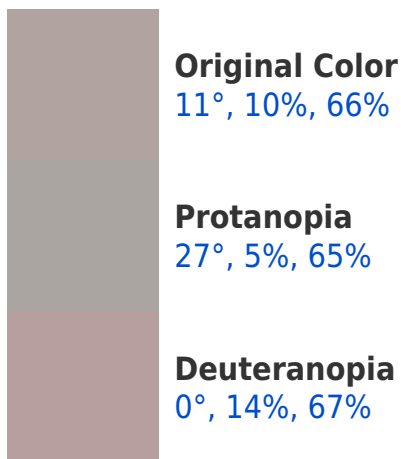 Original Color
11°, 10%, 66%
Protanopia
27°, 5%, 65%
Deuteranopia
0°, 14%, 67%